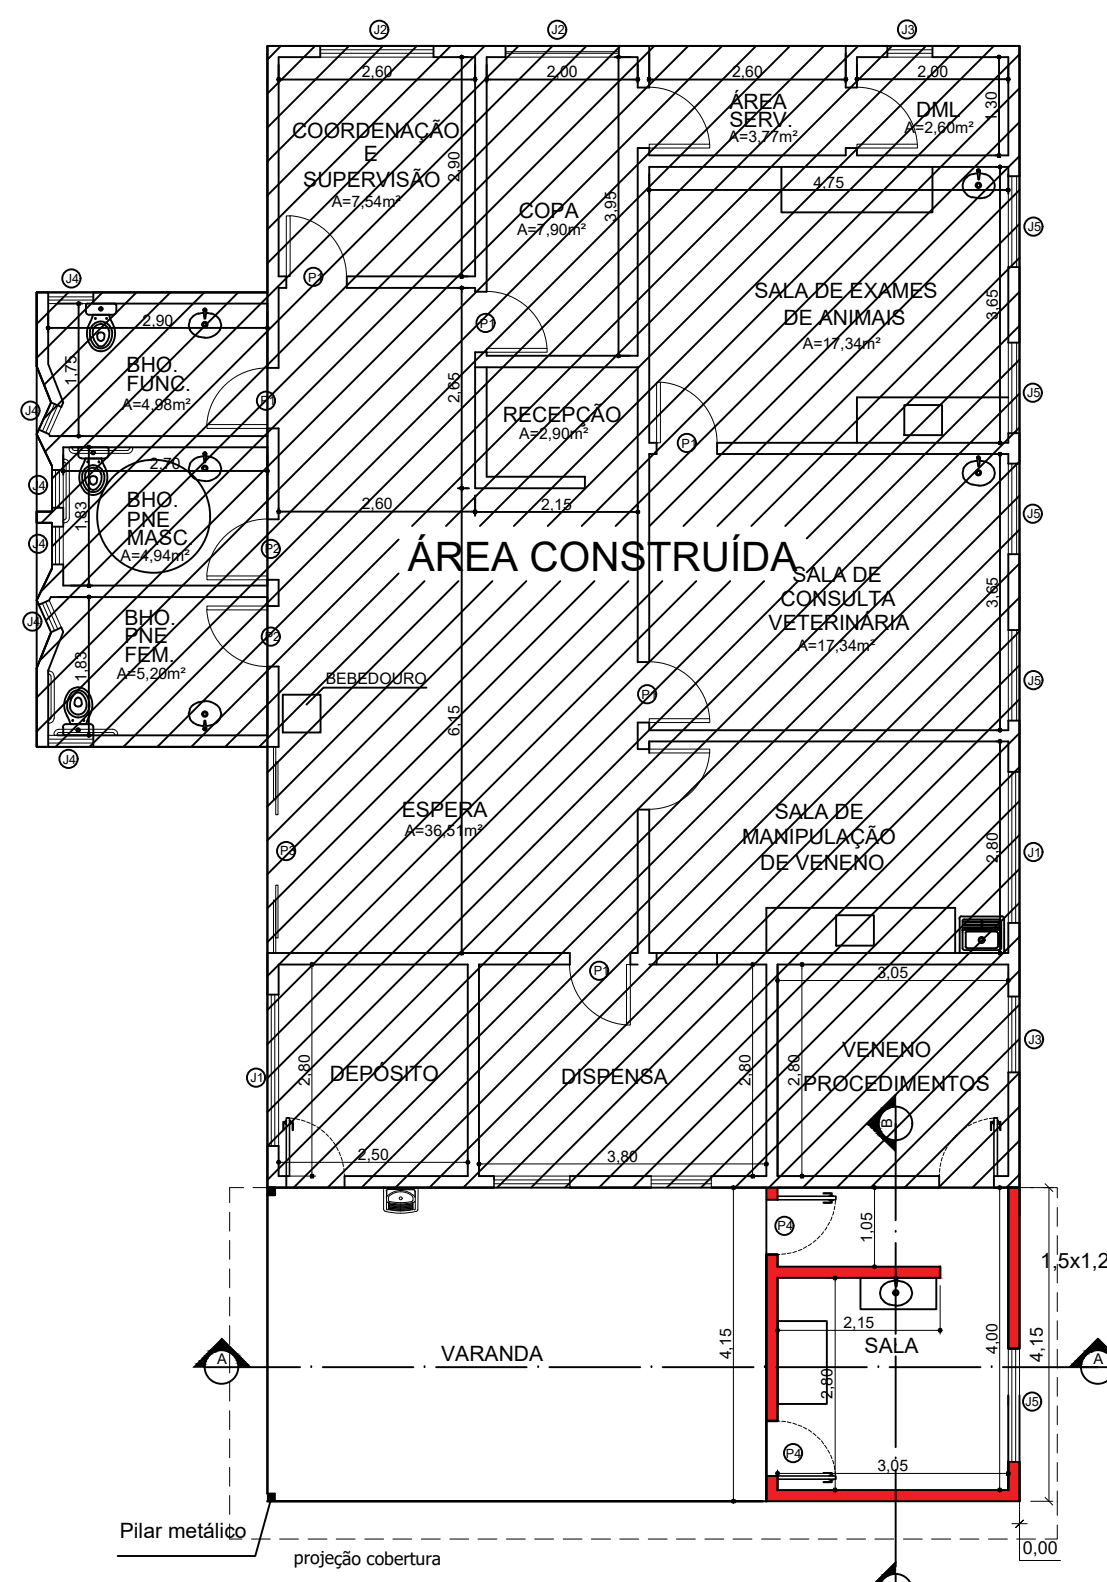 J2
J2
J3
2,60
2,00
2,60
2,00
COORDENAÇÃO
E
SUPERVISÃO
A=7,54m²
2,90
COPA
A=7,90m²
3,95
ÁREA
SERV.
A=3,77m²
DML
A=2,60m²
1,30
4,75
J5
SALA DE EXAMES
DE ANIMAIS
A=17,34m²
3,65
J5
P1
P1
J4
2,90
1,75
BHO.
FUNC.
A=4,98m²
J4
P1
2,65
RECEPÇÃO
A=2,90m²
P1
2,70
J4
1,83
BHO.
PNE
MASC.
A=4,94m²
J4
P2
2,60
2,15
J5
ÁREA CONSTRUÍDA
SALA DE
CONSULTA
VETERINÁRIA
A=17,34m²
3,65
J5
J4
BHO.
PNE
FEM.
A=5,20m²
1,83
P2
J4
BEBEDOURO
P1
6,15
ESPERA
A=36,51m²
P3
SALA DE
MANIPULAÇÃO
DE VENENO
2,80
J1
P1
3,05
J1
2,80
DEPÓSITO
2,50
DISPENSA
2,80
3,80
2,80
VENENO
PROCEDIMENTOS
J3
B
P4
1,05
1,5x1,2
2,15
SALA
4,00
4,15
A
VARANDA
4,15
2,80
A
J5
P4
3,05
Pilar metálico
projeção cobertura
0,00